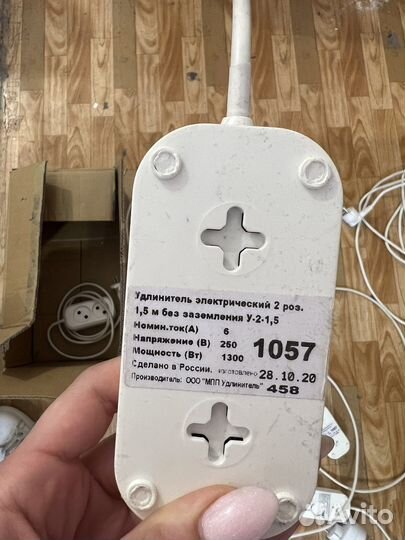 Удлинитель электрический 2 роз.
1,5 м без заземления У-2-1,5
Номин.ток(А) 6
Напряжение (В) 250
Мощность (Вт) 1300
1057
Сделано в России. изготовлено 28.10.20
Производитель: ООО "МПП Удлинитель" 458
Avito